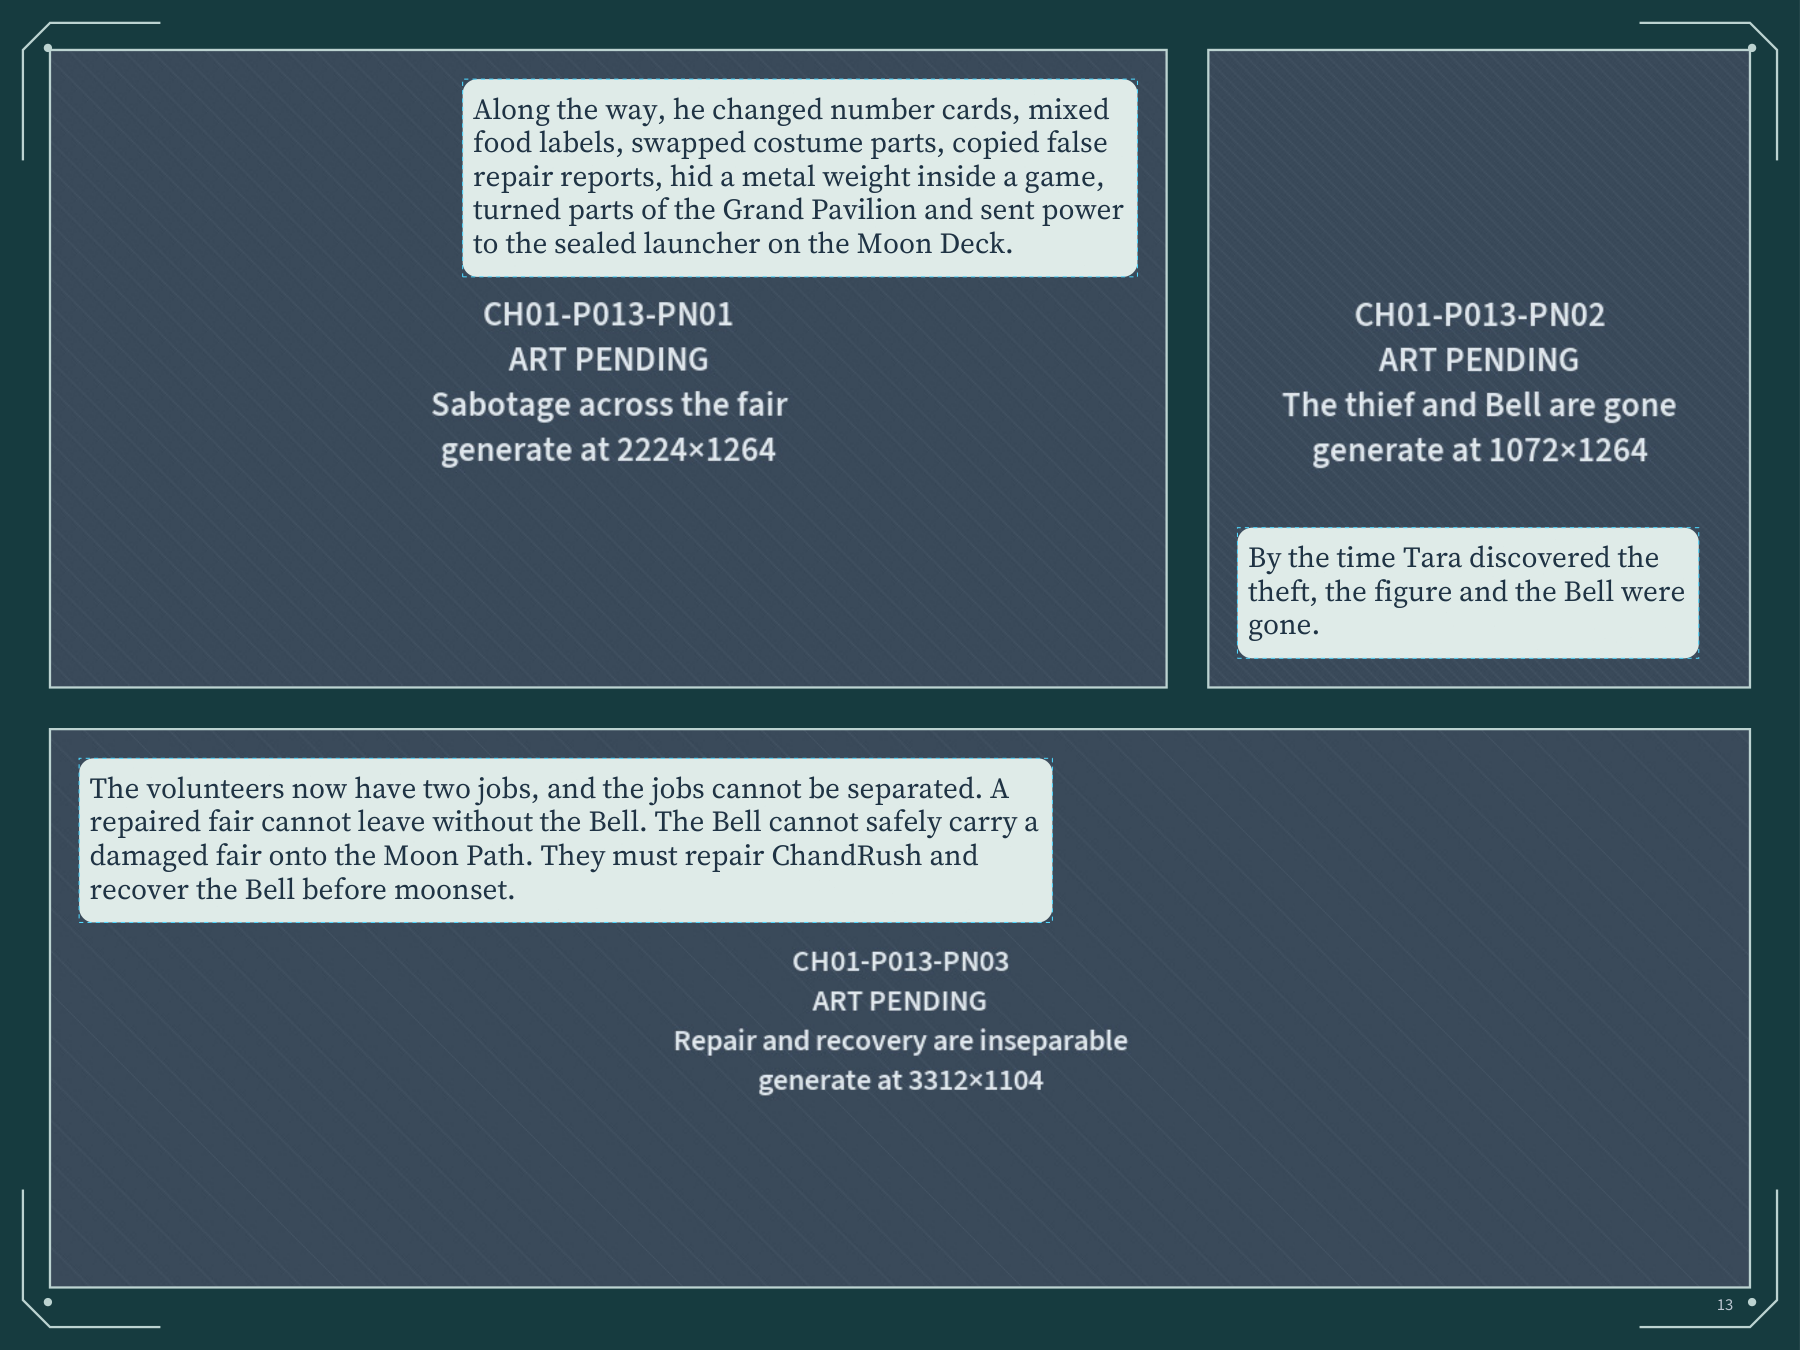 Along the way, he changed number cards, mixed
food labels, swapped costume parts, copied false
repair reports, hid a metal weight inside a game,
turned parts of the Grand Pavilion and sent power
to the sealed launcher on the Moon Deck.
CH01-P013-PN01
ART PENDING
Sabotage across the fair
generate at 2224×1264
CH01-P013-PN02
ART PENDING
The thief and Bell are gone
generate at 1072×1264
By the time Tara discovered the
theft, the figure and the Bell were
gone.
The volunteers now have two jobs, and the jobs cannot be separated. A
repaired fair cannot leave without the Bell. The Bell cannot safely carry a
damaged fair onto the Moon Path. They must repair ChandRush and
recover the Bell before moonset.
CH01-P013-PN03
ART PENDING
Repair and recovery are inseparable
generate at 3312×1104
13